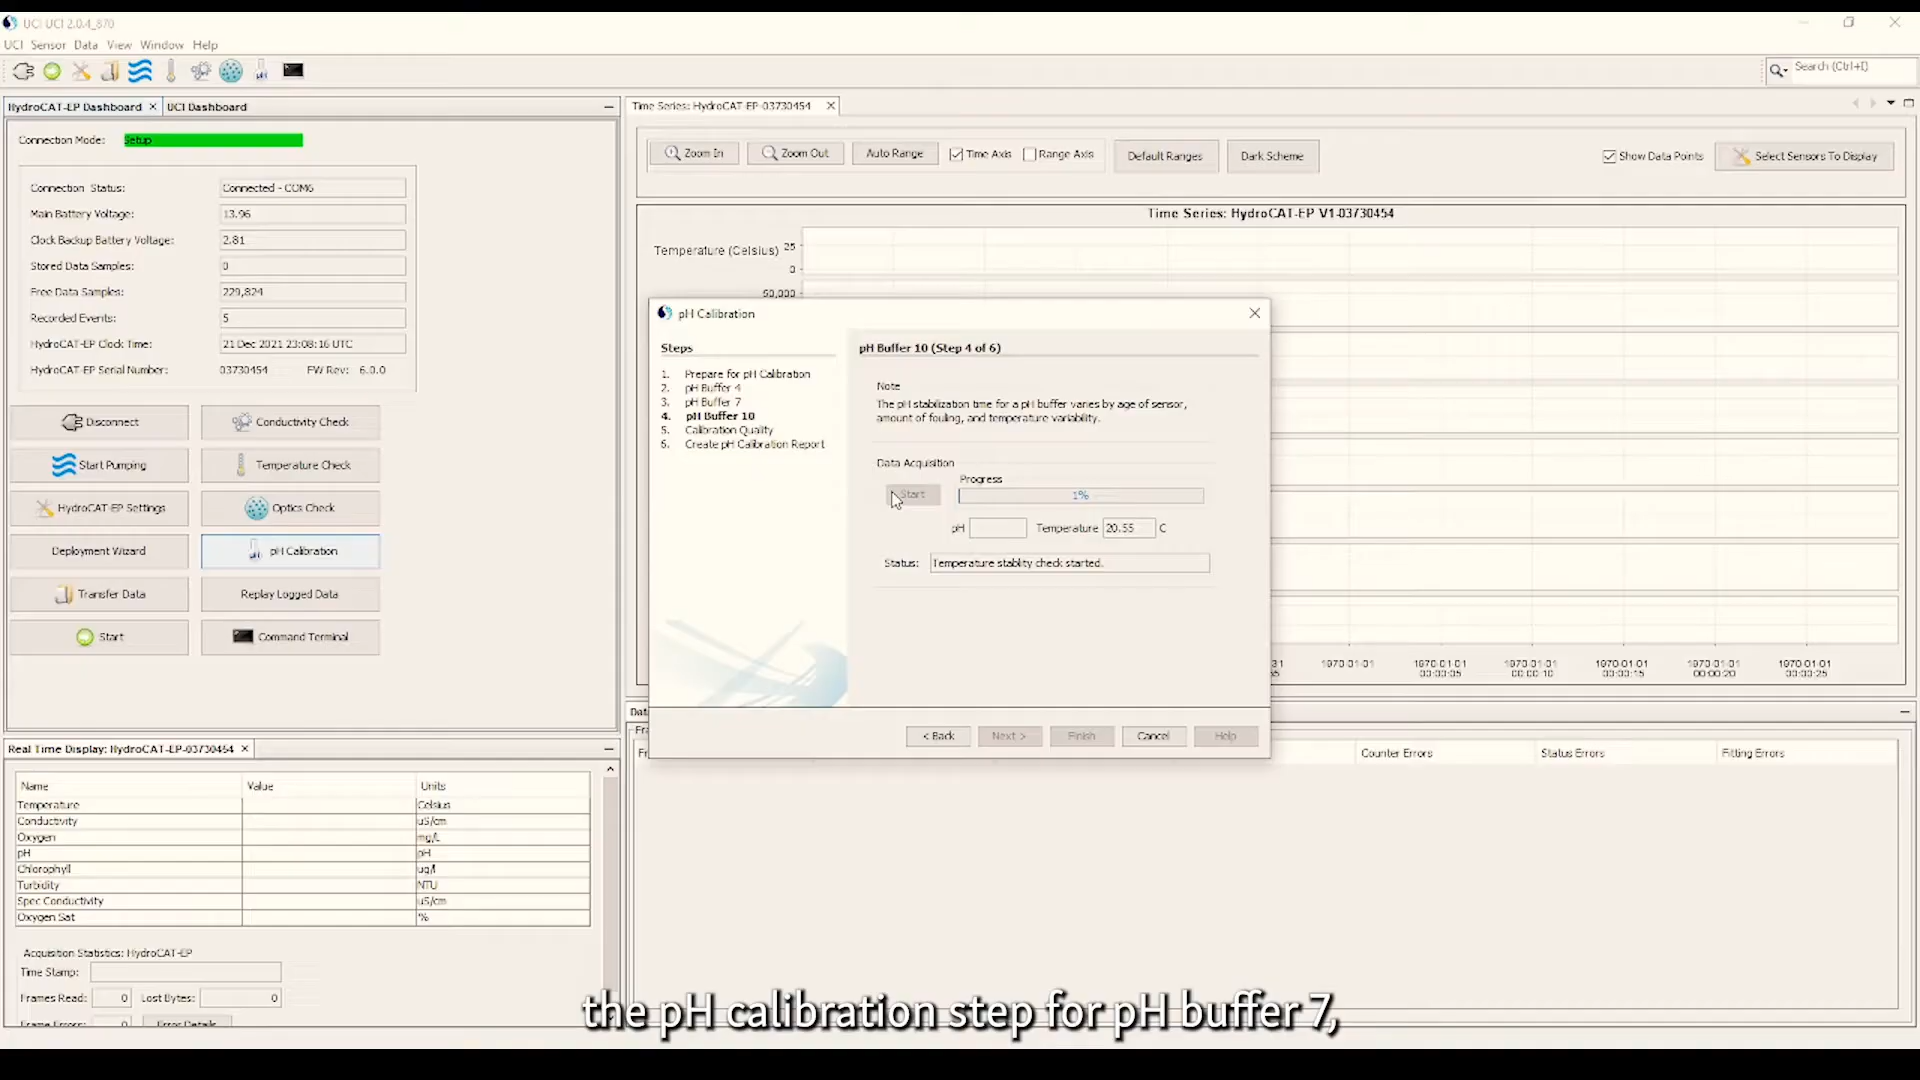 UCI UCI 2.0.4_870
UCI Sensor Data View Window Help
Search (Ctrl+I)
HydroCAT-EP Dashboard UCI Dashboard
Time Series: HydroCAT-EP-03730454
Connection Mode: Setup
Zoom In Zoom Out Auto Range Time Axis Range Axis Default Ranges Dark Scheme Show Data Points Select Sensors To Display
Connection Status: Connected - COM6
Main Battery Voltage: 13.96
Clock Backup Battery Voltage: 2.81
Stored Data Samples: 0
Free Data Samples: 229,824
Recorded Events: 5
HydroCAT-EP Clock Time: 21 Dec 2021 23:08:16 UTC
HydroCAT-EP Serial Number: 03730454 FW Rev: 6.0.0
Disconnect Conductivity Check
Start Pumping Temperature Check
HydroCAT-EP Settings Optics Check
Deployment Wizard pH Calibration
Transfer Data Replay Logged Data
Start Command Terminal
Time Series: HydroCAT-EP V1-03730454
Temperature (Celsius) 25
0
50,000
pH Calibration
Steps
1. Prepare for pH Calibration
2. pH Buffer 4
3. pH Buffer 7
4. pH Buffer 10
5. Calibration Quality
6. Create pH Calibration Report
pH Buffer 10 (Step 4 of 6)
Note
The pH stabilization time for a pH buffer varies by age of sensor,
amount of fouling, and temperature variability.
Data Acquisition
Progress
Start 1%
pH Temperature 20.55 C
Status: Temperature stablity check started.
< Back Next > Finish Cancel Help
1970-01-01 1970-01-01 1970-01-01 1970-01-01 1970-01-01 1970-01-01
00:00:05 00:00:10 00:00:15 00:00:20 00:00:25
Counter Errors Status Errors Fitting Errors
Real Time Display: HydroCAT-EP-03730454
Name Value Units
Temperature Celsius
Conductivity uS/cm
Oxygen mg/L
pH pH
Chlorophyll ug/l
Turbidity NTU
Spec Conductivity uS/cm
Oxygen Sat %
Acquisition Statistics: HydroCAT-EP
Time Stamp:
Frames Read: 0 Lost Bytes: 0
Frame Errors: 0 Error Details
the pH calibration step for pH buffer 7,